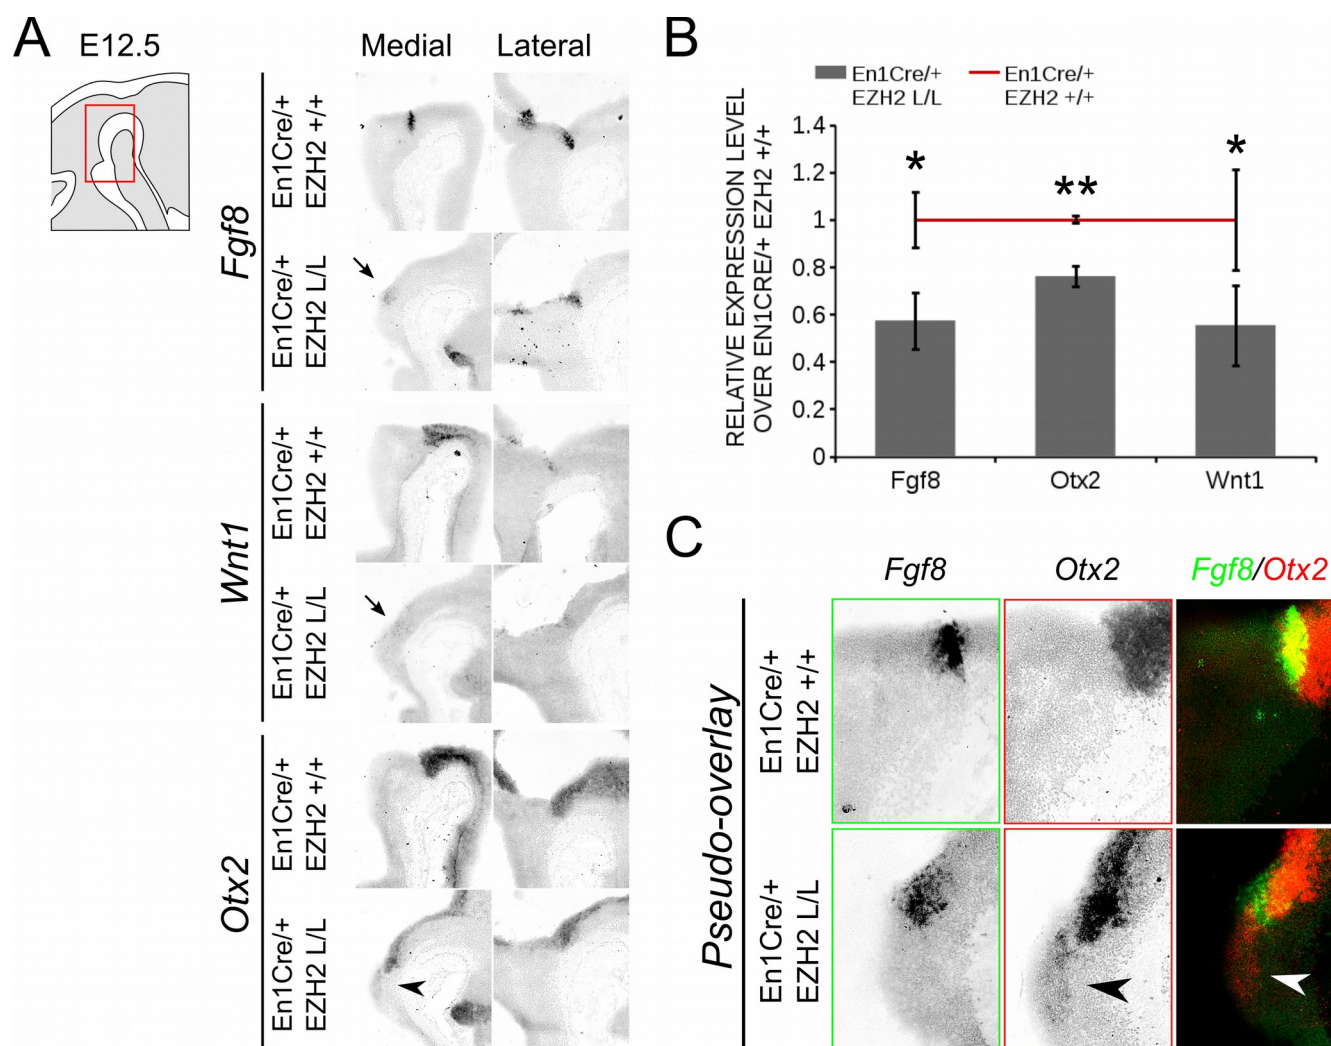 A
E12.5
Medial
Lateral
Fgf8
En1Cre/+
EZH2 +/+
En1Cre/+
EZH2 L/L
Wnt1
En1Cre/+
EZH2 +/+
En1Cre/+
EZH2 L/L
Otx2
En1Cre/+
EZH2 +/+
En1Cre/+
EZH2 L/L
B
En1Cre/+
EZH2 L/L
En1Cre/+
EZH2 +/+
RELATIVE EXPRESSION LEVEL
OVER EN1CRE/+ EZH2 +/+
1.4
1.2
1
0.8
0.6
0.4
0.2
0
*
**
*
Fgf8
Otx2
Wnt1
C
Fgf8
Otx2
Fgf8/Otx2
Pseudo-overlay
En1Cre/+
EZH2 +/+
En1Cre/+
EZH2 L/L